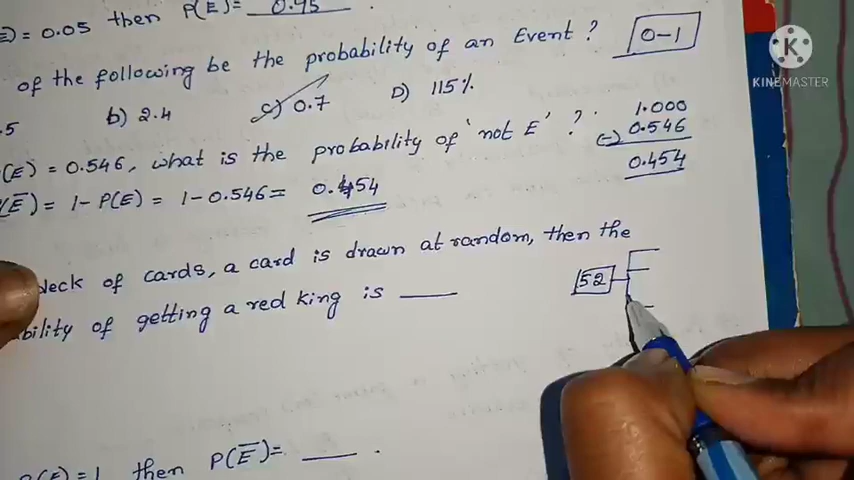 = 0.05 then P(E) = 0.95
of the following be the probability of an Event ? 0-1
.5 b) 2.4 c) 0.7 D) 115%.
P(E) = 0.546, what is the probability of 'not E' ? 1.000
(-) 0.546
0.454
P(E̅) = 1-P(E) = 1-0.546 = 0.454
deck of cards, a card is drawn at random, then the
52
bility of getting a red king is ____
P(E) = 1 then P(E̅) = ____ .
K
KINEMASTER